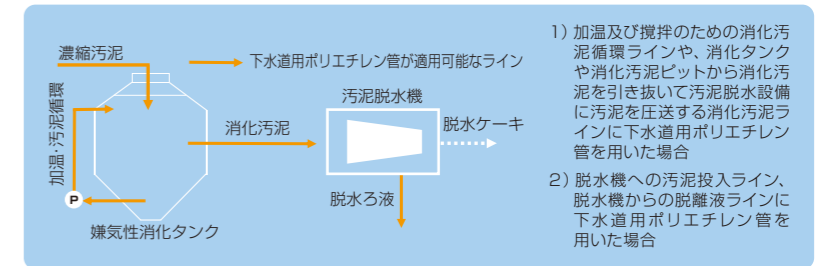 濃縮汚泥
下水道用ポリエチレン管が適用可能なライン
加温・汚泥循環
汚泥脱水機
消化汚泥
脱水ケーキ
P
脱水ろ液
嫌気性消化タンク
1）加温及び撹拌のための消化汚
泥循環ラインや、消化タンク
や消化汚泥ピットから消化汚
泥を引き抜いて汚泥脱水設備
に汚泥を圧送する消化汚泥ラ
インに下水道用ポリエチレン
管を用いた場合
2）脱水機への汚泥投入ライン、
脱水機からの脱離液ラインに
下水道用ポリエチレン管を
用いた場合